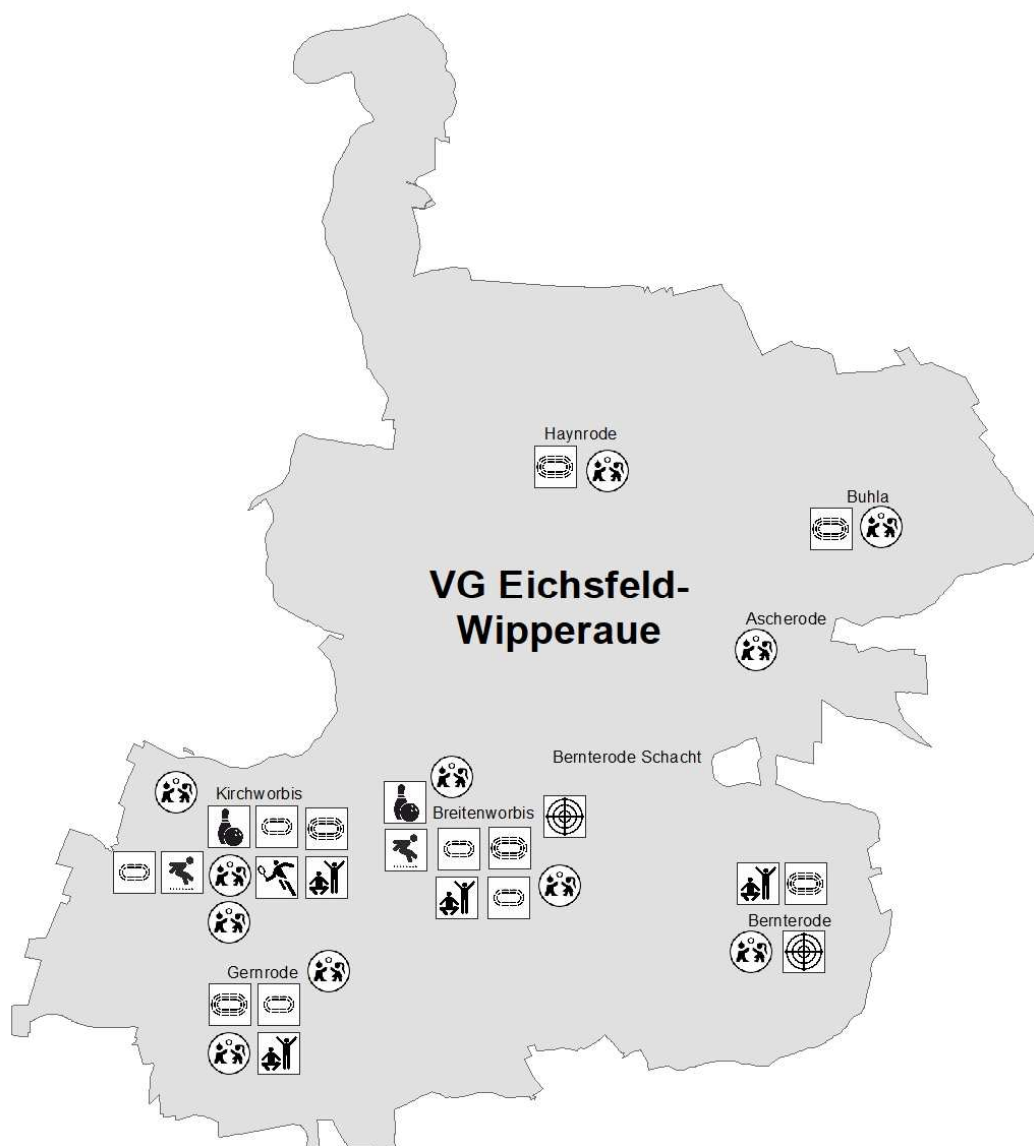 Haynrode
Buhla
VG Eichsfeld-
Wipperaue
Ascherode
Bernterode Schacht
Kirchworbis
Breitenworbis
Bernterode
Gernrode